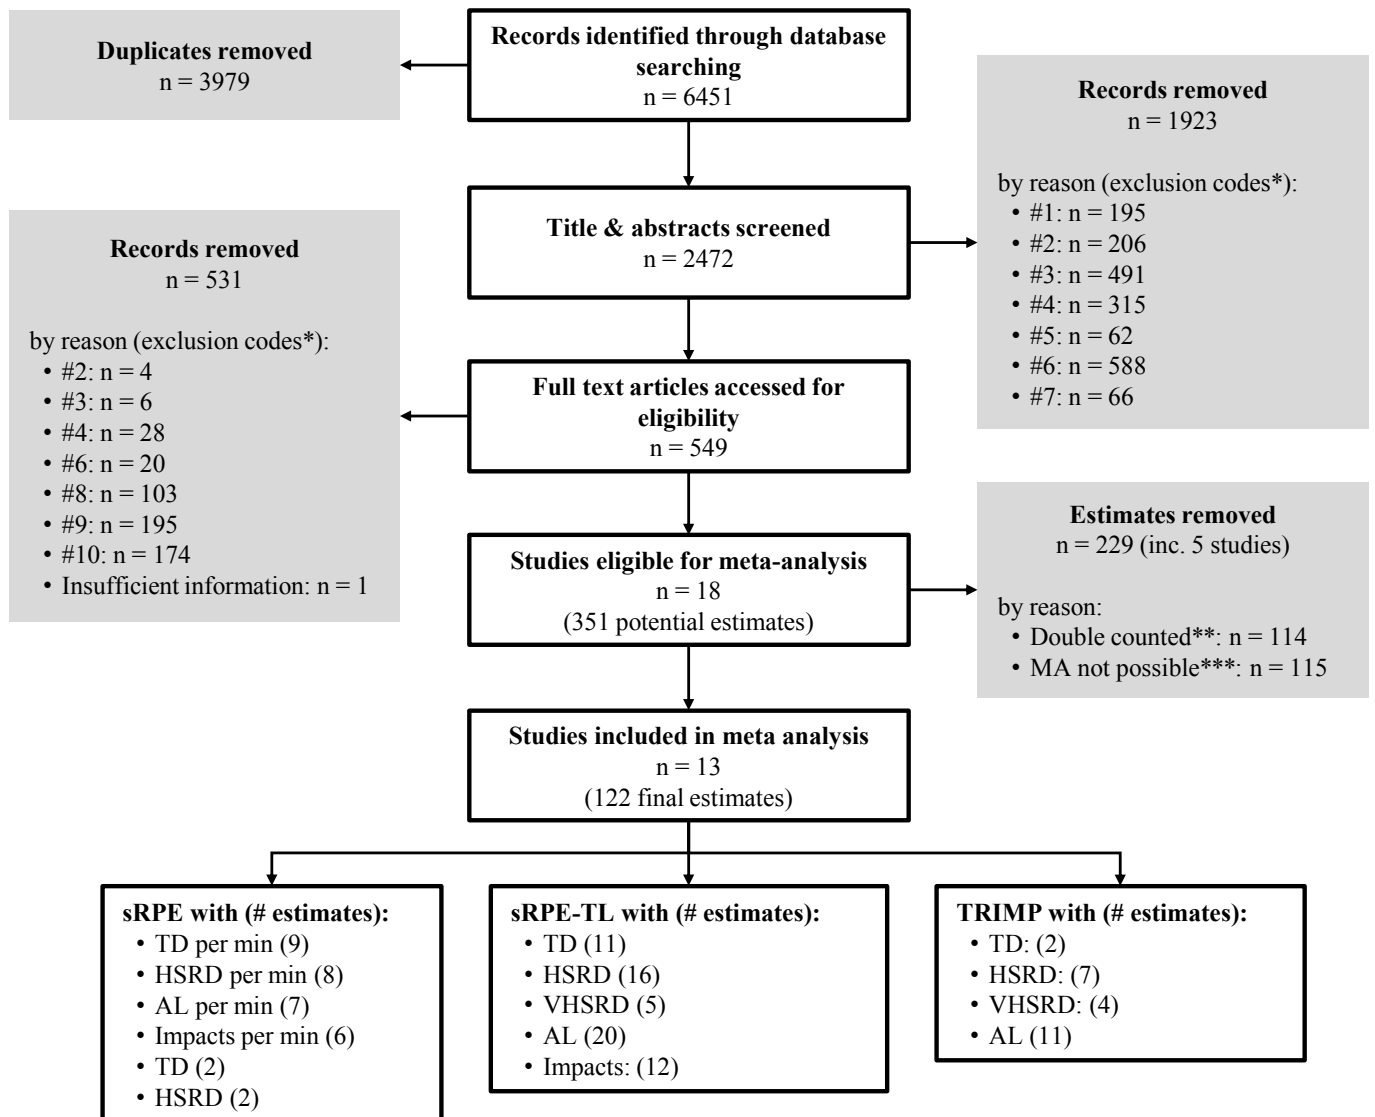 Records identified through database
searching
n = 6451
Duplicates removed
n = 3979
Records removed
n = 1923
by reason (exclusion codes*):
• #1: n = 195
• #2: n = 206
• #3: n = 491
• #4: n = 315
• #5: n = 62
• #6: n = 588
• #7: n = 66
Title & abstracts screened
n = 2472
Records removed
n = 531
by reason (exclusion codes*):
• #2: n = 4
• #3: n = 6
• #4: n = 28
• #6: n = 20
• #8: n = 103
• #9: n = 195
• #10: n = 174
• Insufficient information: n = 1
Full text articles accessed for
eligibility
n = 549
Estimates removed
n = 229 (inc. 5 studies)
by reason:
• Double counted**: n = 114
• MA not possible***: n = 115
Studies eligible for meta-analysis
n = 18
(351 potential estimates)
Studies included in meta analysis
n = 13
(122 final estimates)
sRPE with (# estimates):
• TD per min (9)
• HSRD per min (8)
• AL per min (7)
• Impacts per min (6)
• TD (2)
• HSRD (2)
sRPE-TL with (# estimates):
• TD (11)
• HSRD (16)
• VHSRD (5)
• AL (20)
• Impacts: (12)
TRIMP with (# estimates):
• TD: (2)
• HSRD: (7)
• VHSRD: (4)
• AL (11)